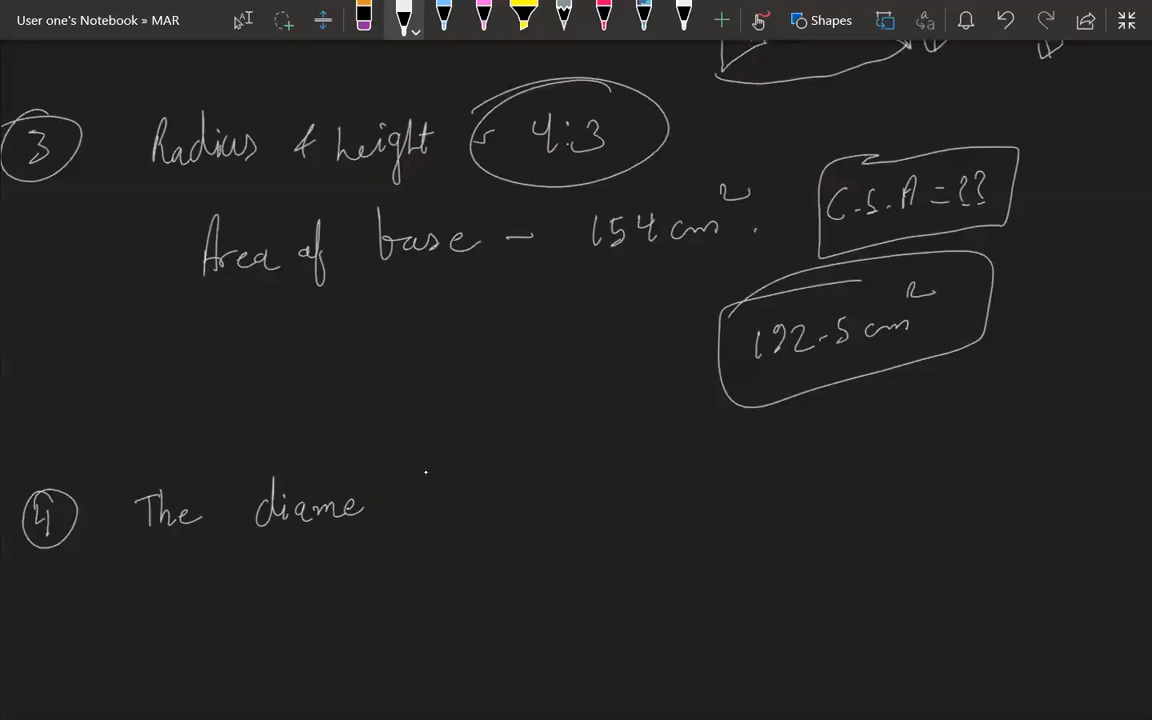 User one's Notebook » MAR
Shapes
3 Radius & height = 4:3
Area of base - 154 cm². C.S.A = ??
192.5 cm²
4 The diame